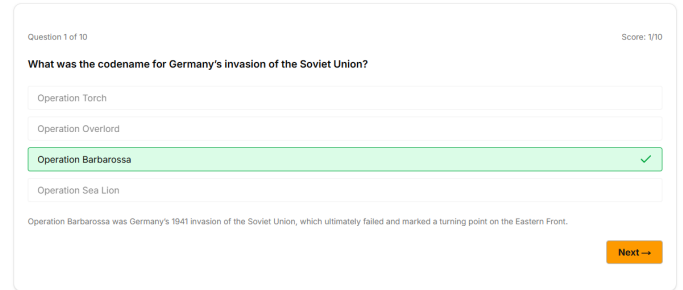 Question 1 of 10
Score: 1/10
What was the codename for Germany’s invasion of the Soviet Union?
Operation Torch
Operation Overlord
Operation Barbarossa
Operation Sea Lion
Operation Barbarossa was Germany’s 1941 invasion of the Soviet Union, which ultimately failed and marked a turning point on the Eastern Front.
Next →